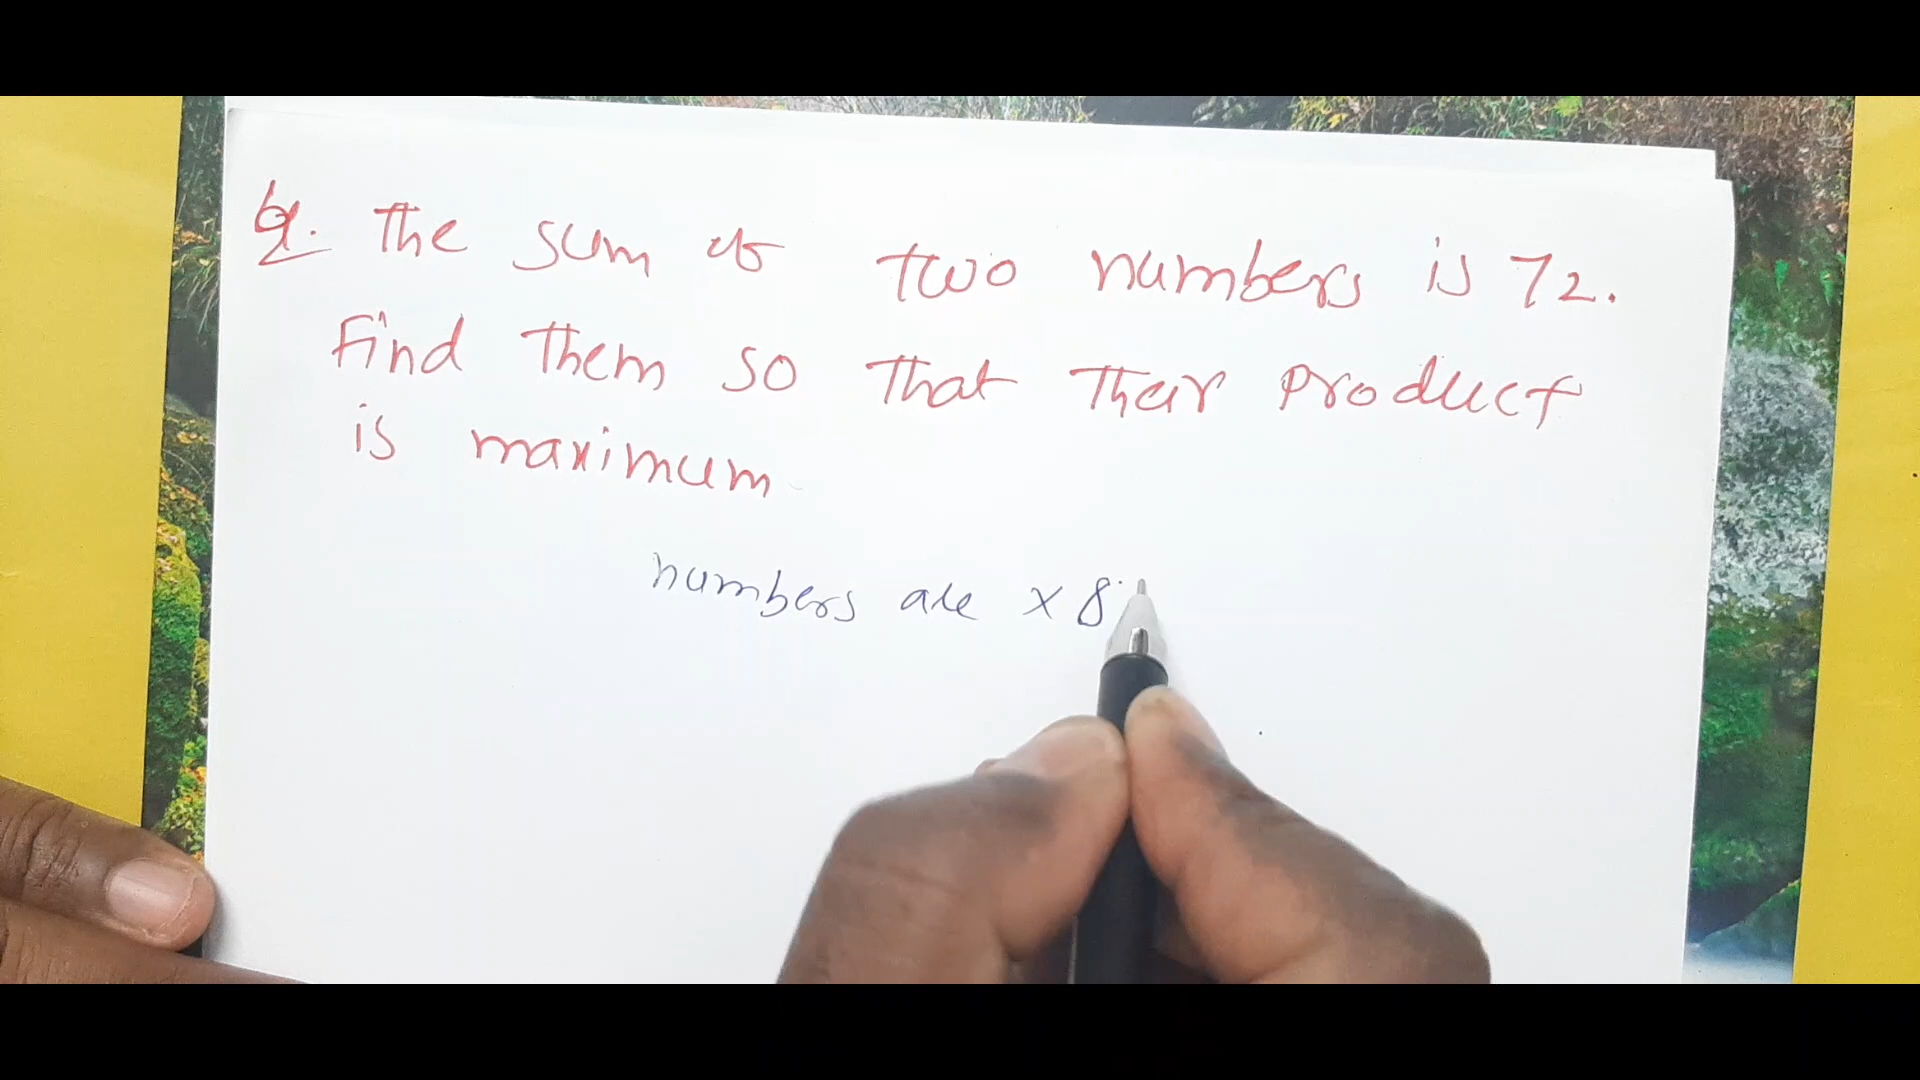 Q. The sum of two numbers is 72.
Find them so that their product
is maximum
numbers are x &